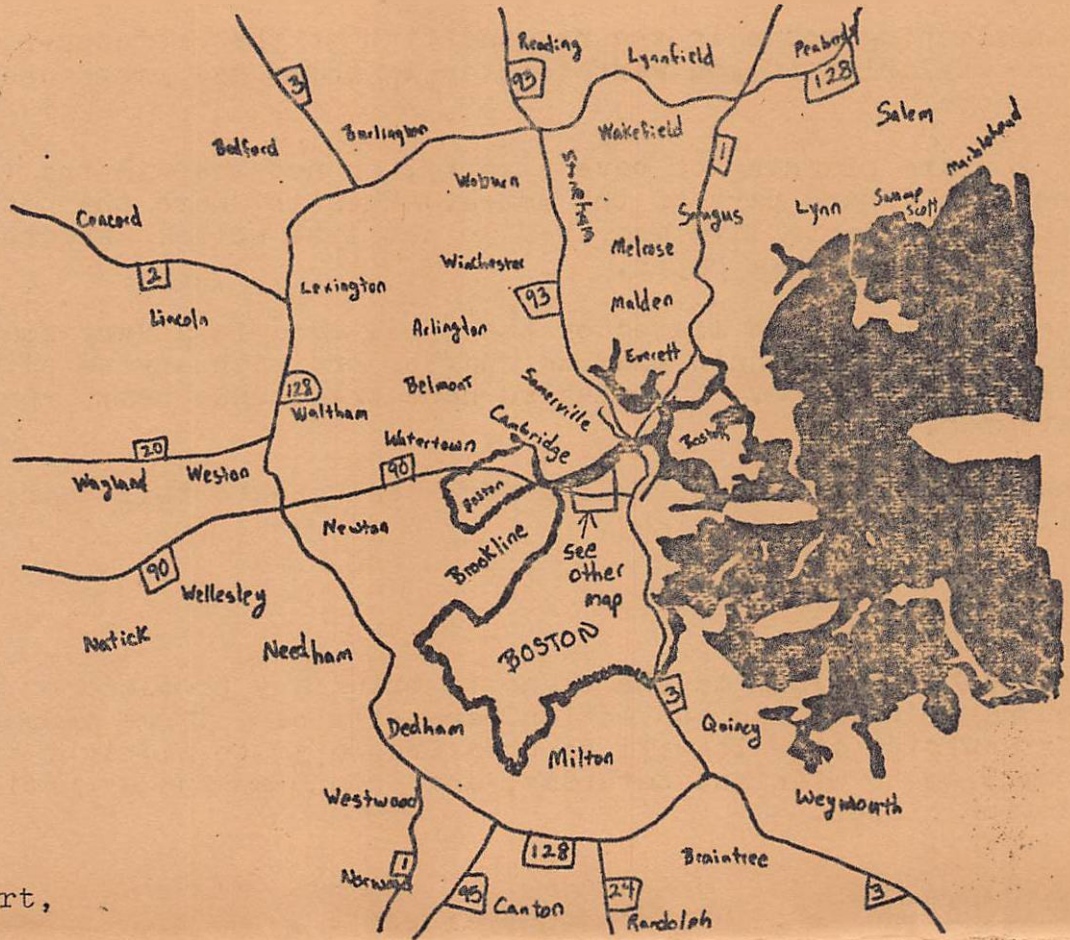 Reading
Lynnfield
Peabody
93
3
128
Salem
Burlington
Wakefield
Marblehead
Bedford
1
Woburn
Stoneham
Swamp
Scott
Concord
Saugus
Lynn
Melrose
Winchester
2
Lexington
93
Malden
Lincoln
Arlington
Everett
Belmont
128
Somerville
Waltham
Cambridge
Watertown
Boston
20
90
Wayland
Weston
Boston
Newton
Brookline
see
other
map
90
Wellesley
Natick
Needham
BOSTON
3
Dedham
Quincy
Milton
Westwood
Weymouth
128
Braintree
1
Norwood
95
24
3
Canton
Randolph
rt,